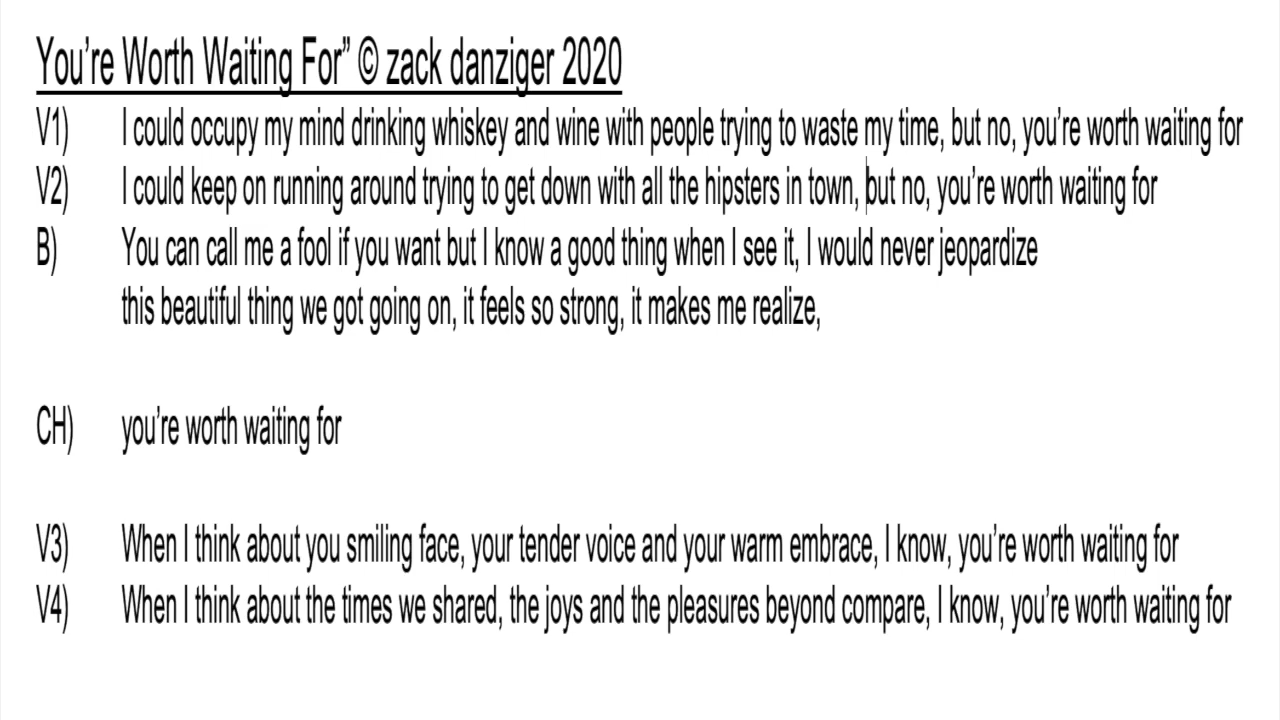 You’re Worth Waiting For” © zack danziger 2020
V1) I could occupy my mind drinking whiskey and wine with people trying to waste my time, but no, you’re worth waiting for
V2) I could keep on running around trying to get down with all the hipsters in town, but no, you’re worth waiting for
B) You can call me a fool if you want but I know a good thing when I see it, I would never jeopardize
this beautiful thing we got going on, it feels so strong, it makes me realize,
CH) you’re worth waiting for
V3) When I think about you smiling face, your tender voice and your warm embrace, I know, you’re worth waiting for
V4) When I think about the times we shared, the joys and the pleasures beyond compare, I know, you’re worth waiting for